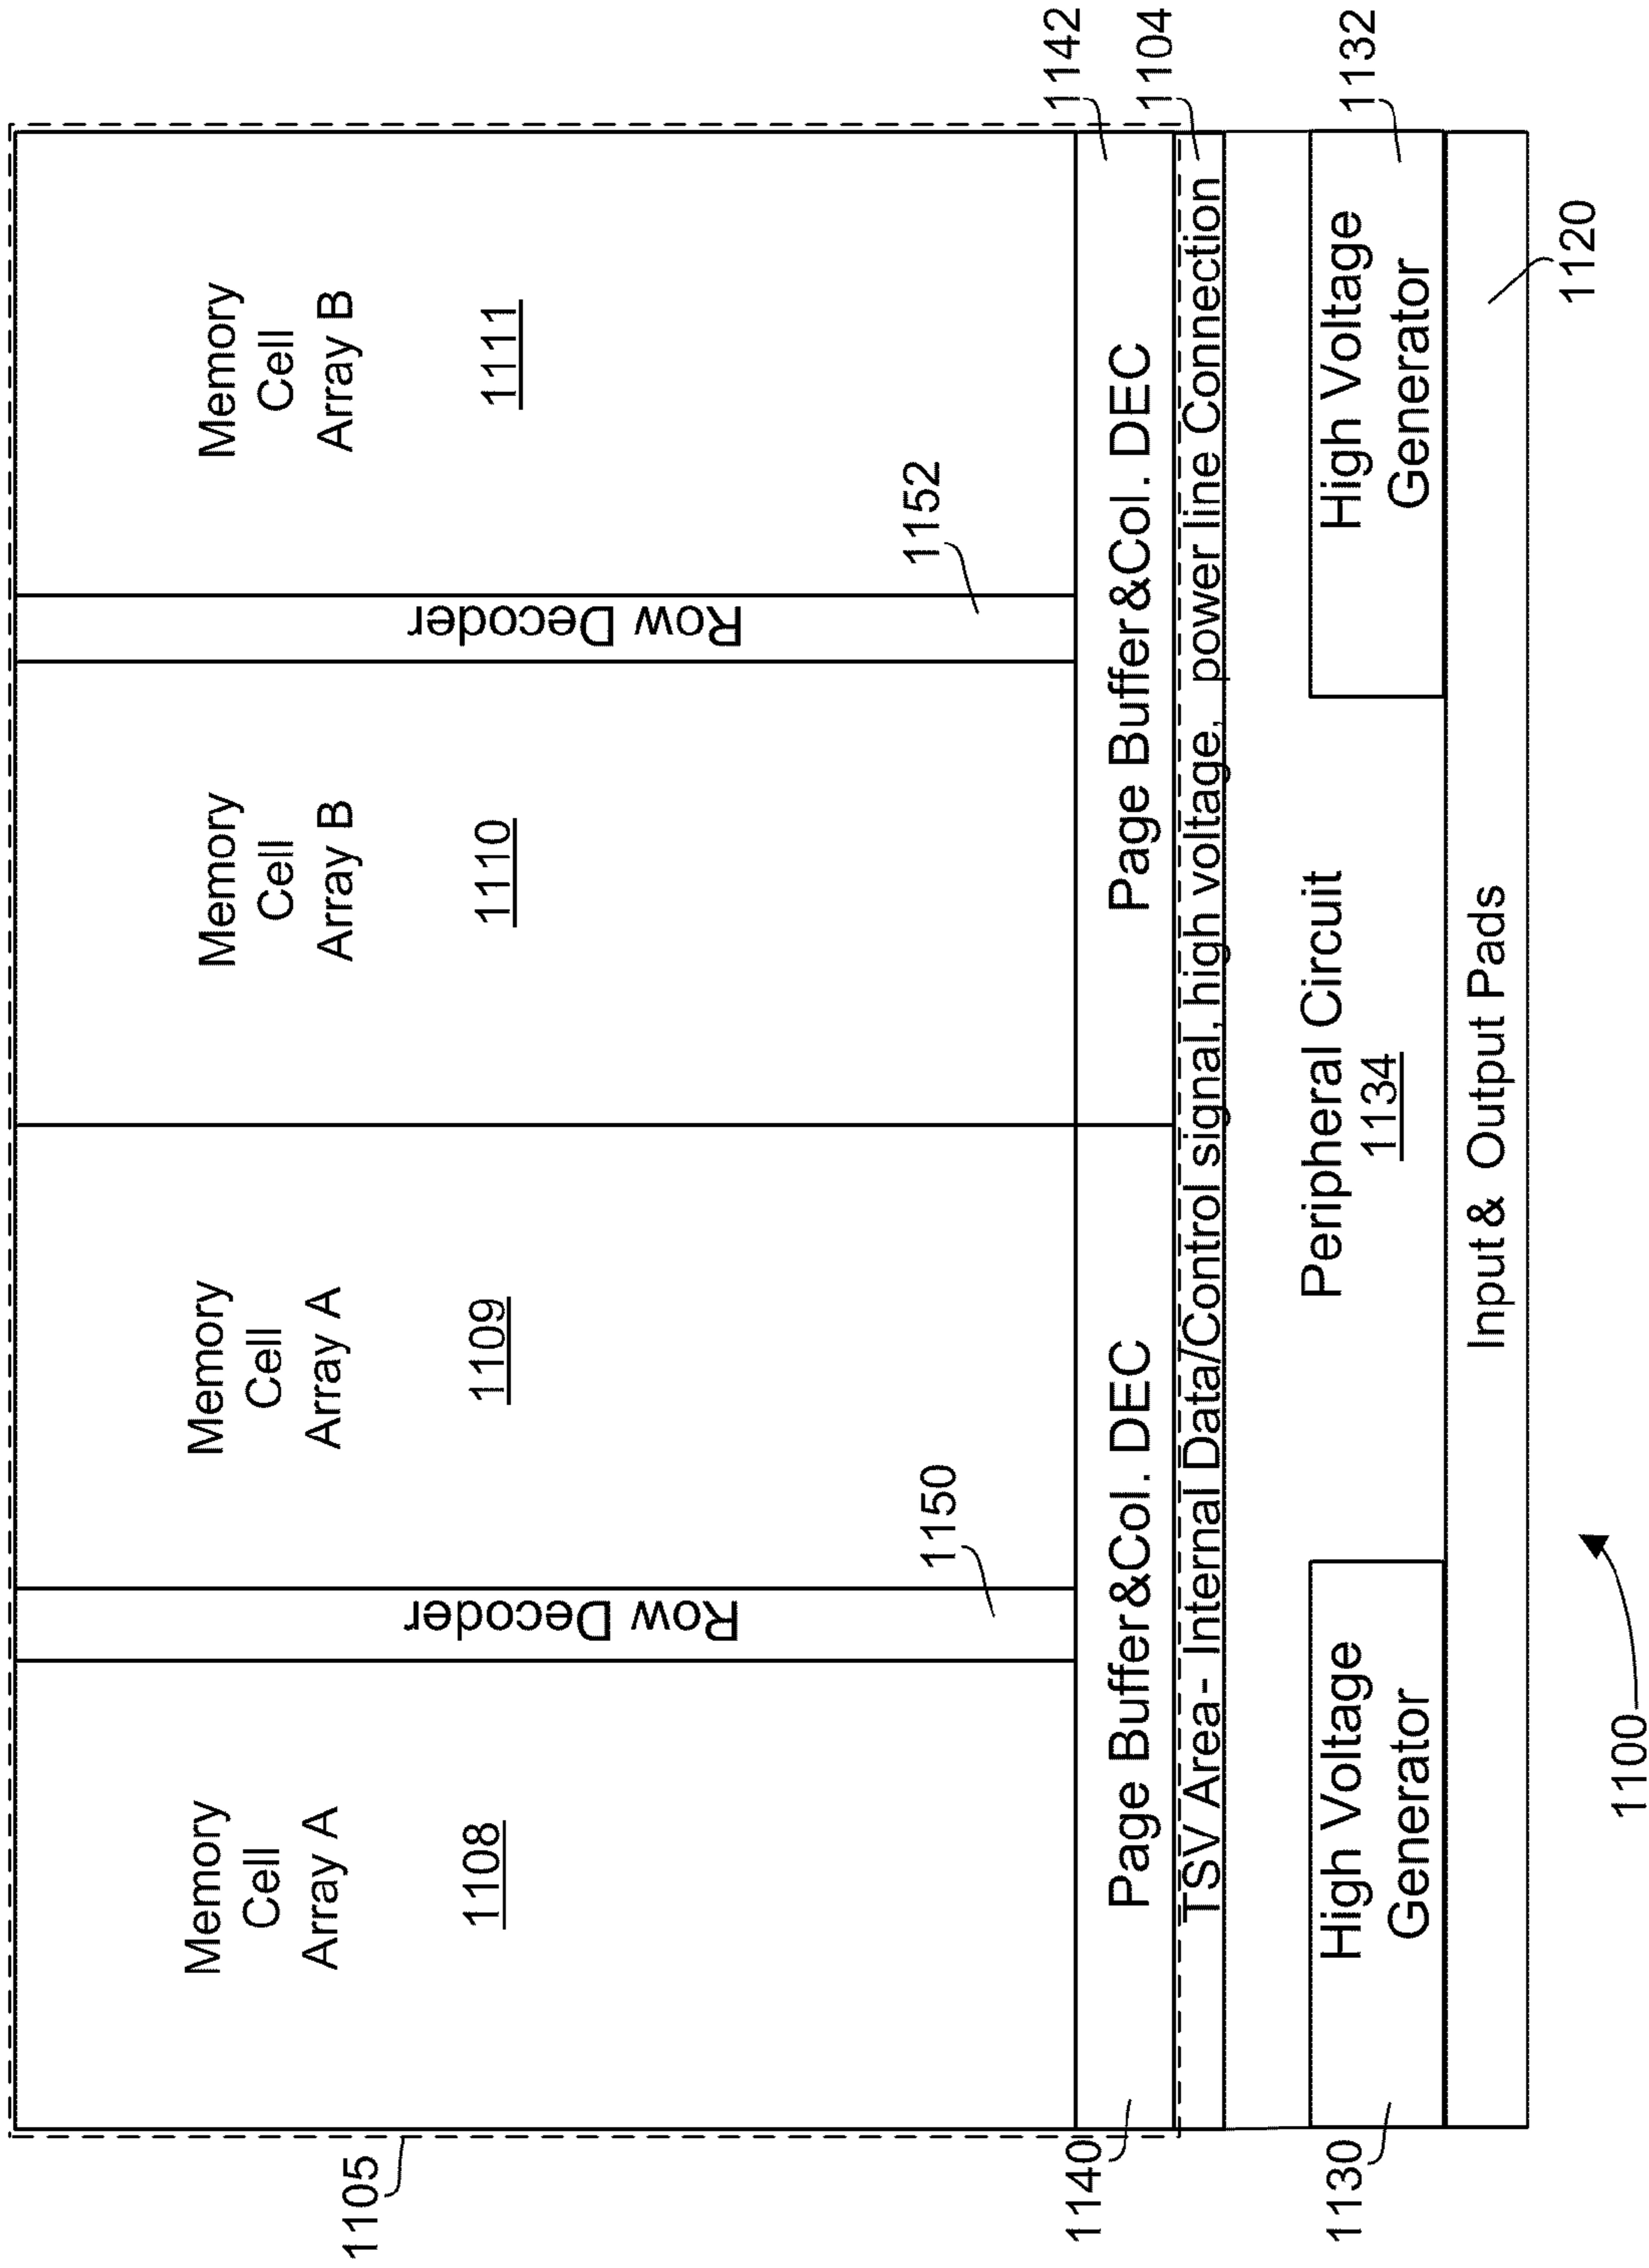 1105
Memory
Cell
Array A
1108
Row Decoder
1150
Memory
Cell
Array A
1109
Memory
Cell
Array B
1110
Row Decoder
1152
Memory
Cell
Array B
1111
1140
Page Buffer&Col. DEC
Page Buffer&Col. DEC
1142
TSV Area- Internal Data/Control signal, high voltage, power line Connection
1104
1130
High Voltage
Generator
Peripheral Circuit
1134
High Voltage
Generator
1132
Input & Output Pads
1120
1100